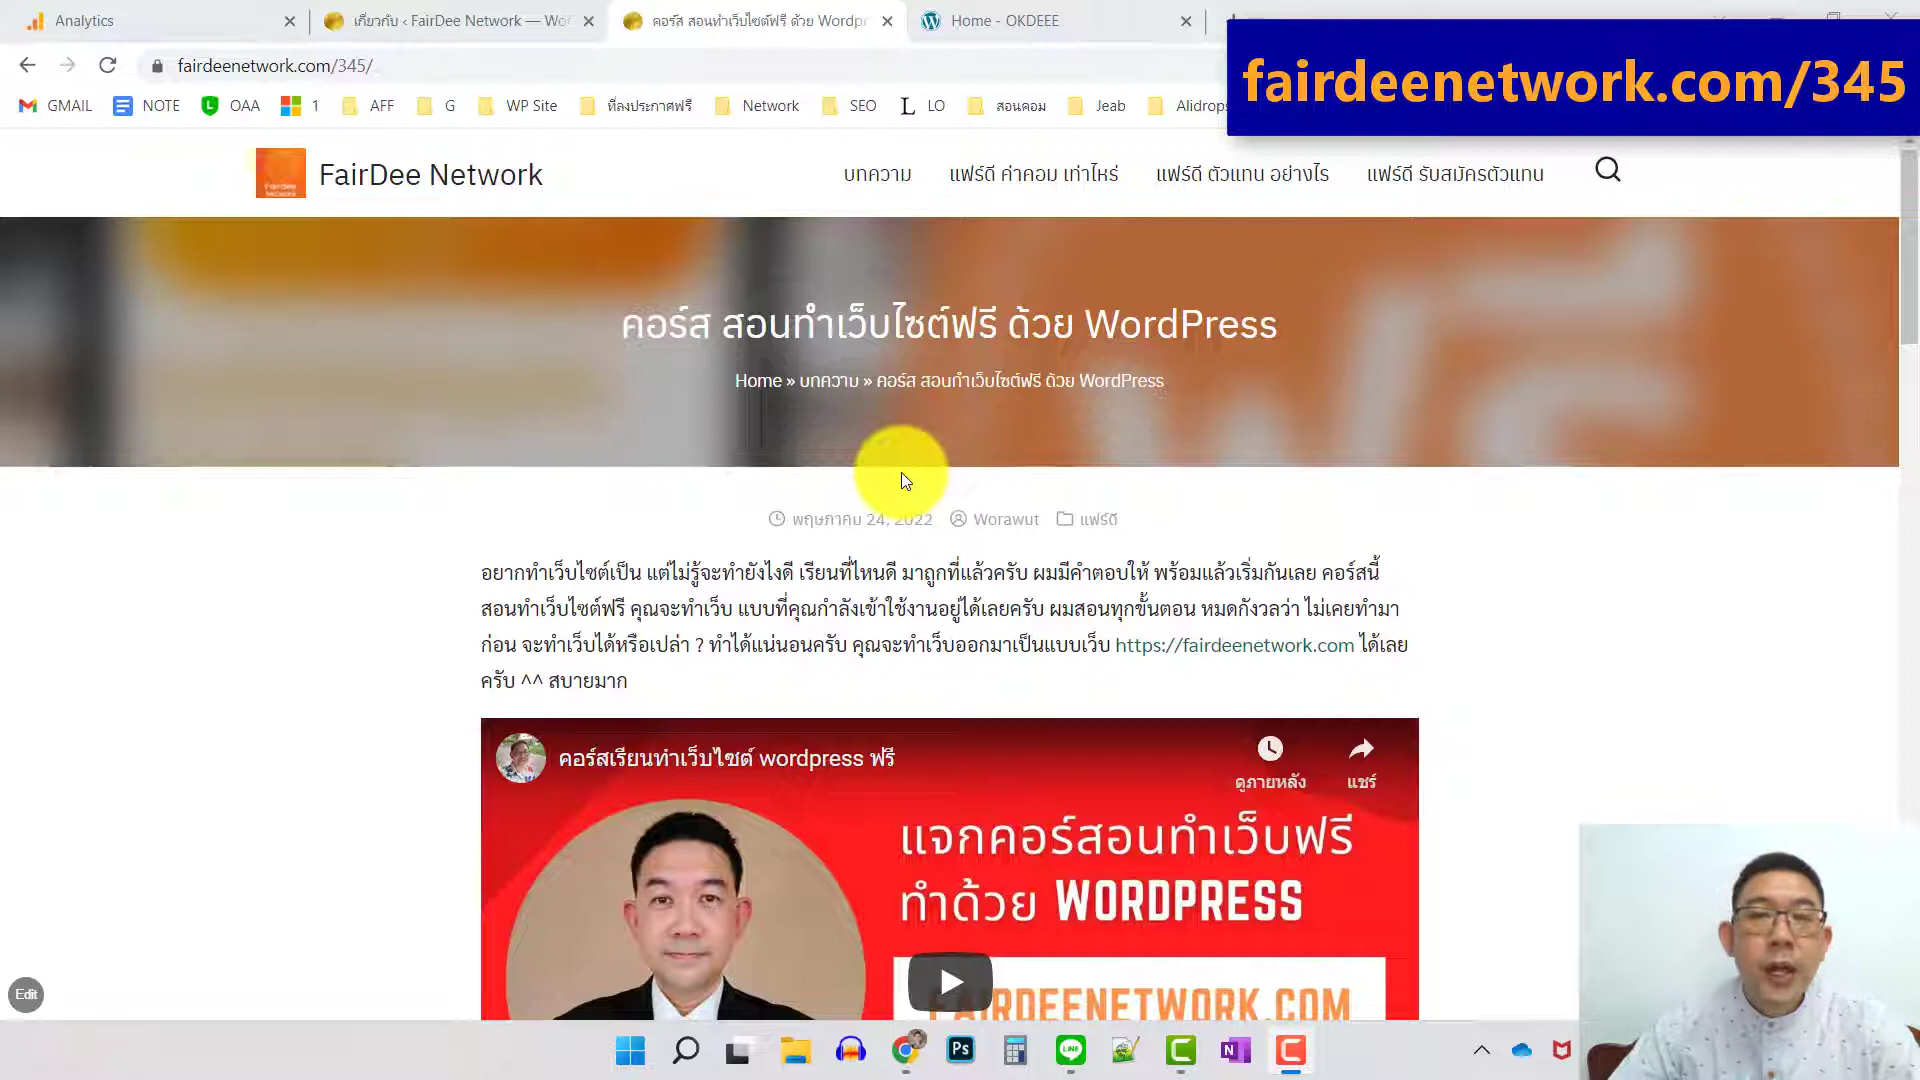 Analytics
เกี่ยวกับ ‹ FairDee Network — Wor
คอร์ส สอนทำเว็บไซต์ฟรี ด้วย Wordpr
Home - OKDEEE
fairdeenetwork.com/345/
fairdeenetwork.com/345
GMAIL
NOTE
OAA
1
AFF
G
WP Site
ที่ลงประกาศฟรี
Network
SEO
LO
สอนคอม
Jeab
Alidrops
FairDee Network
บทความ
แฟร์ดี ค่าคอม เท่าไหร่
แฟร์ดี ตัวแทน อย่างไร
แฟร์ดี รับสมัครตัวแทน
คอร์ส สอนทำเว็บไซต์ฟรี ด้วย WordPress
Home » บทความ » คอร์ส สอนทำเว็บไซต์ฟรี ด้วย WordPress
พฤษภาคม 24, 2022
Worawut
แฟร์ดี
อยากทำเว็บไซต์เป็น แต่ไม่รู้จะทำยังไงดี เรียนที่ไหนดี มาถูกที่แล้วครับ ผมมีคำตอบให้ พร้อมแล้วเริ่มกันเลย คอร์สนี้
สอนทำเว็บไซต์ฟรี คุณจะทำเว็บ แบบที่คุณกำลังเข้าใช้งานอยู่ได้เลยครับ ผมสอนทุกขั้นตอน หมดกังวลว่า ไม่เคยทำมา
ก่อน จะทำเว็บได้หรือเปล่า ? ทำได้แน่นอนครับ คุณจะทำเว็บออกมาเป็นแบบเว็บ https://fairdeenetwork.com ได้เลย
ครับ ^^ สบายมาก
คอร์สเรียนทำเว็บไซต์ wordpress ฟรี
ดูภายหลัง
แชร์
แจกคอร์สอนทำเว็บฟรี
ทำด้วย WORDPRESS
FAIRDEENETWORK.COM
Edit